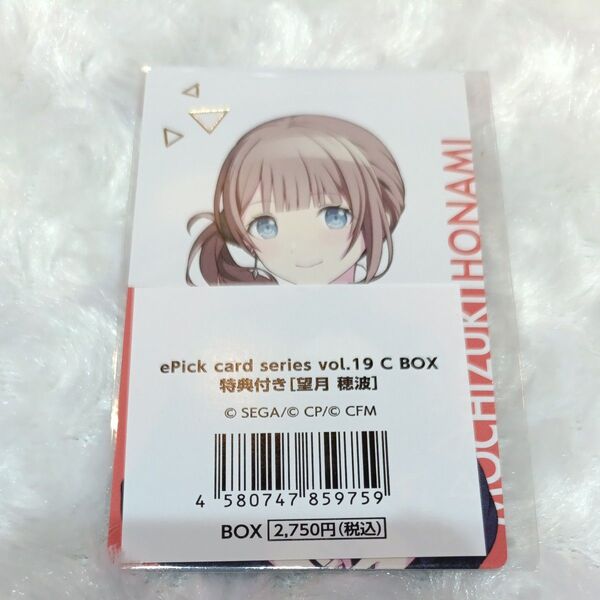 MOCHIZUKI HONAMI
ePick card series vol.19 C BOX
特典付き[望月 穂波]
© SEGA/© CP/© CFM
4 580747 859759
BOX 2,750円(税込)